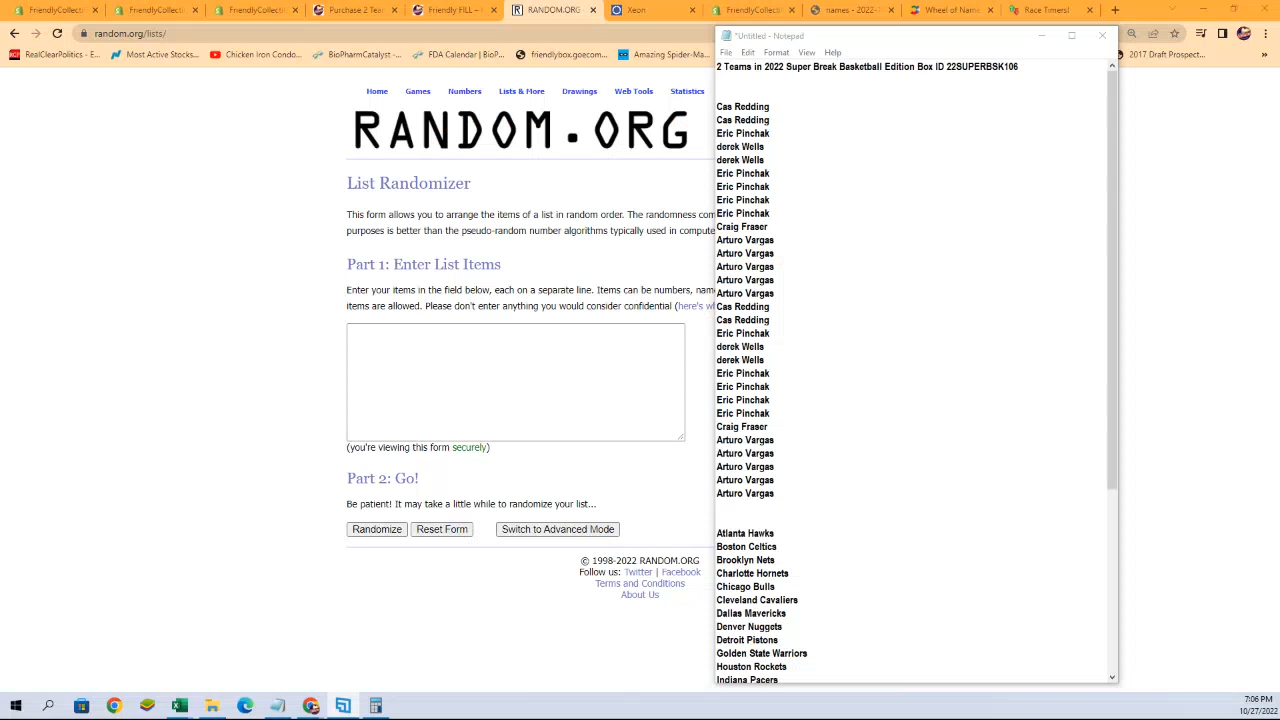 FriendlyCollectib
FriendlyCollectib
FriendlyCollectib
Purchase 2 Team
Friendly FILL –
RANDOM.ORG
Xeon
FriendlyCollectib
names - 2022-1
Wheel of Name
Race Timers!
random.org/lists/
RealClearPolitics - E...
Most Active Stocks...
Chicken Iron Condo...
BioPharmCatalyst -...
FDA Calendar | BioP...
friendlybox.goecom...
Amazing Spider-Ma...
2017 Draft Prospect...
»
*Untitled - Notepad
File Edit Format View Help
2 Teams in 2022 Super Break Basketball Edition Box ID 22SUPERBSK106
Cas Redding
Cas Redding
Eric Pinchak
derek Wells
derek Wells
Eric Pinchak
Eric Pinchak
Eric Pinchak
Eric Pinchak
Craig Fraser
Arturo Vargas
Arturo Vargas
Arturo Vargas
Arturo Vargas
Arturo Vargas
Cas Redding
Cas Redding
Eric Pinchak
derek Wells
derek Wells
Eric Pinchak
Eric Pinchak
Eric Pinchak
Eric Pinchak
Craig Fraser
Arturo Vargas
Arturo Vargas
Arturo Vargas
Arturo Vargas
Arturo Vargas
Atlanta Hawks
Boston Celtics
Brooklyn Nets
Charlotte Hornets
Chicago Bulls
Cleveland Cavaliers
Dallas Mavericks
Denver Nuggets
Detroit Pistons
Golden State Warriors
Houston Rockets
Indiana Pacers
Home Games Numbers Lists & More Drawings Web Tools Statistics
RANDOM.ORG
List Randomizer
This form allows you to arrange the items of a list in random order. The randomness com
purposes is better than the pseudo-random number algorithms typically used in compute
Part 1: Enter List Items
Enter your items in the field below, each on a separate line. Items can be numbers, nam
items are allowed. Please don't enter anything you would consider confidential (here's w
(you're viewing this form securely)
Part 2: Go!
Be patient! It may take a little while to randomize your list...
Randomize
Reset Form
Switch to Advanced Mode
© 1998-2022 RANDOM.ORG
Follow us: Twitter | Facebook
Terms and Conditions
About Us
7:06 PM
10/27/2022